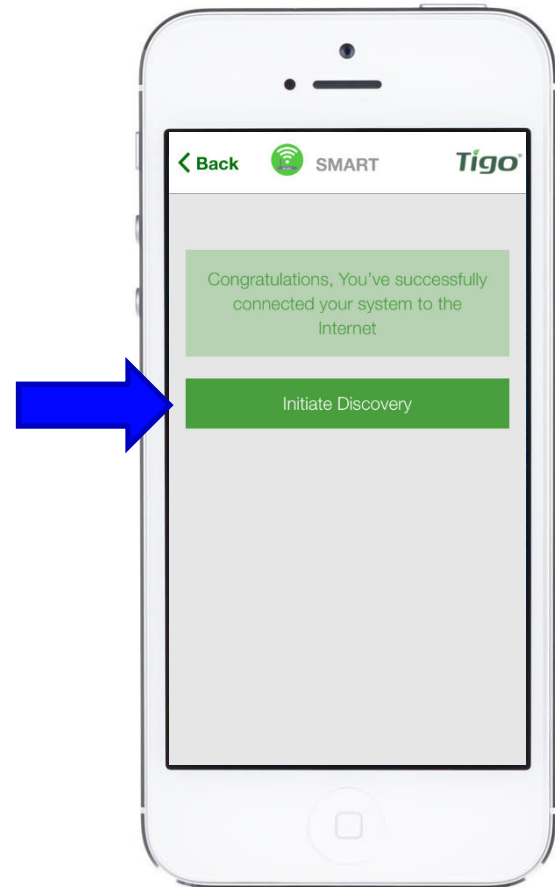 Back SMART Tigo
Congratulations, You've successfully
connected your system to the
Internet
Initiate Discovery